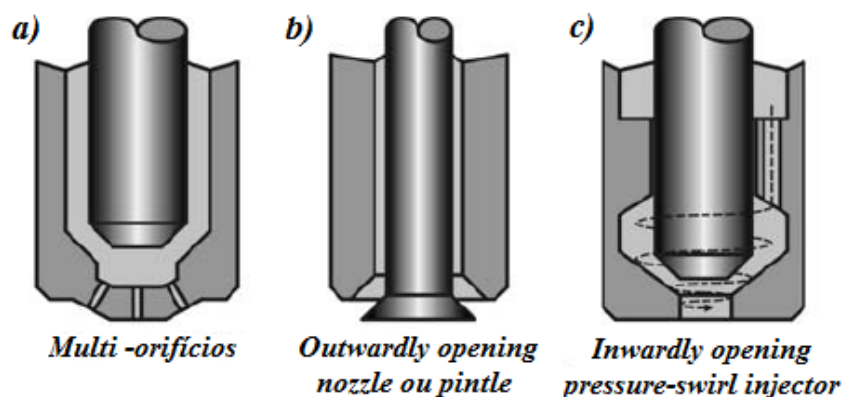 a)
b)
c)
Multi -orifícios
Outwardly opening
nozzle ou pintle
Inwardly opening
pressure-swirl injector